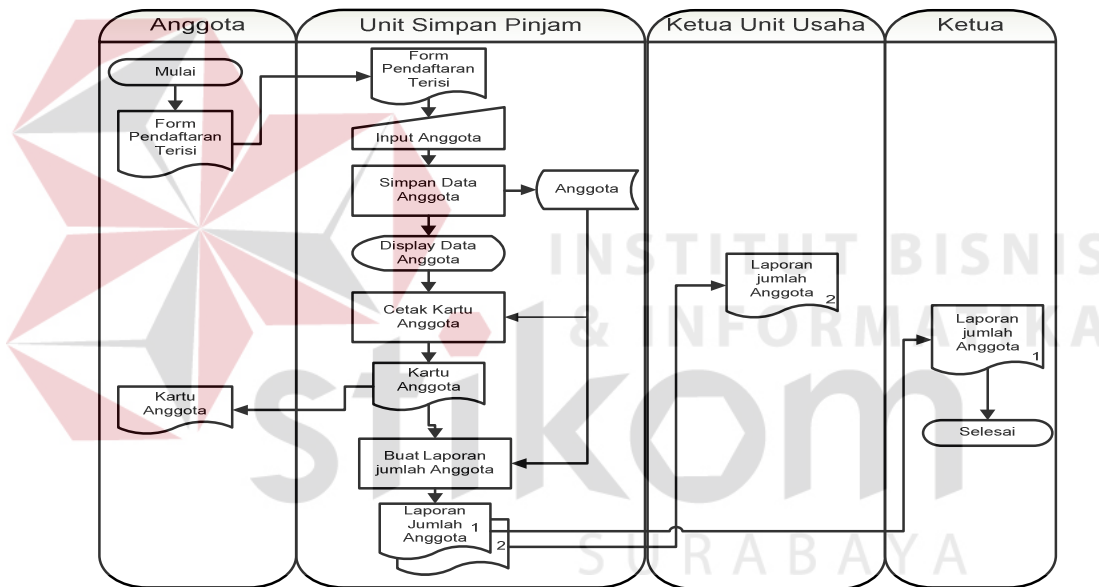 Anggota
Unit Simpan Pinjam
Ketua Unit Usaha
Ketua
Mulai
Form
Pendaftaran
Terisi
Form
Pendaftaran
Terisi
Input Anggota
Simpan Data
Anggota
Anggota
Display Data
Anggota
Cetak Kartu
Anggota
Kartu
Anggota
Kartu
Anggota
Buat Laporan
jumlah Anggota
Laporan
Jumlah
Anggota
1
2
Laporan
jumlah
Anggota
2
Laporan
jumlah
Anggota
1
Selesai
INSTITUT BISNIS
& INFORMATIKA
stikom
SURABAYA